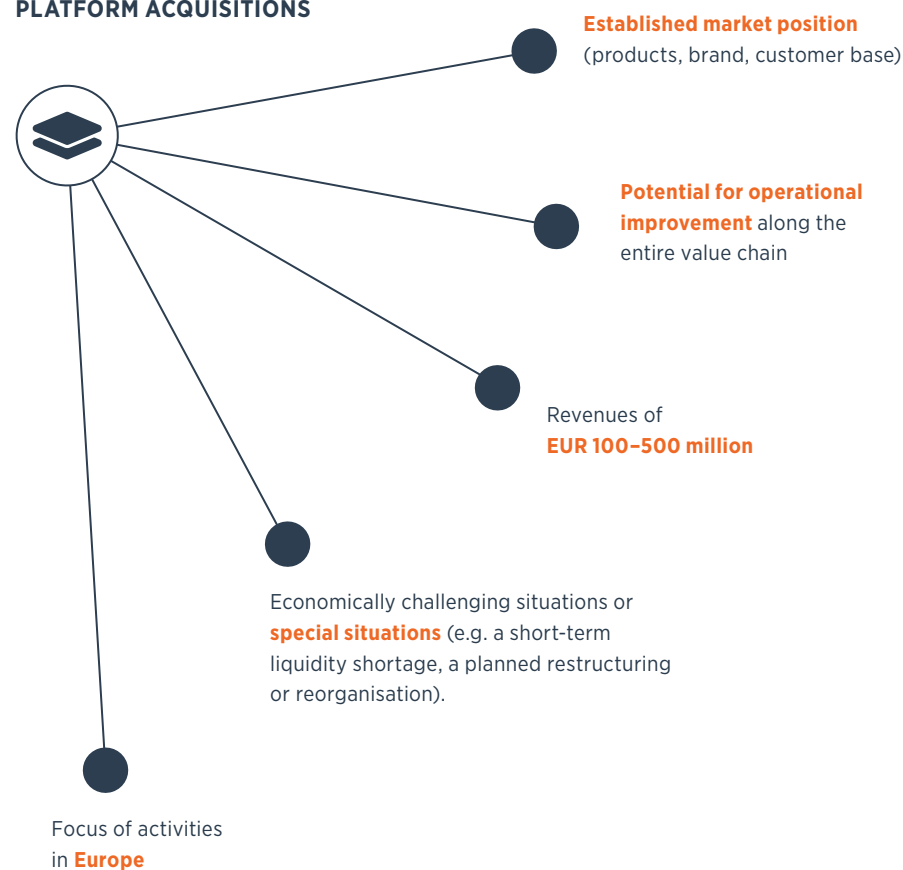 PLATFORM ACQUISITIONS
Established market position
(products, brand, customer base)
Potential for operational
improvement along the
entire value chain
Revenues of
EUR 100–500 million
Economically challenging situations or
special situations (e.g. a short-term
liquidity shortage, a planned restructuring
or reorganisation).
Focus of activities
in Europe